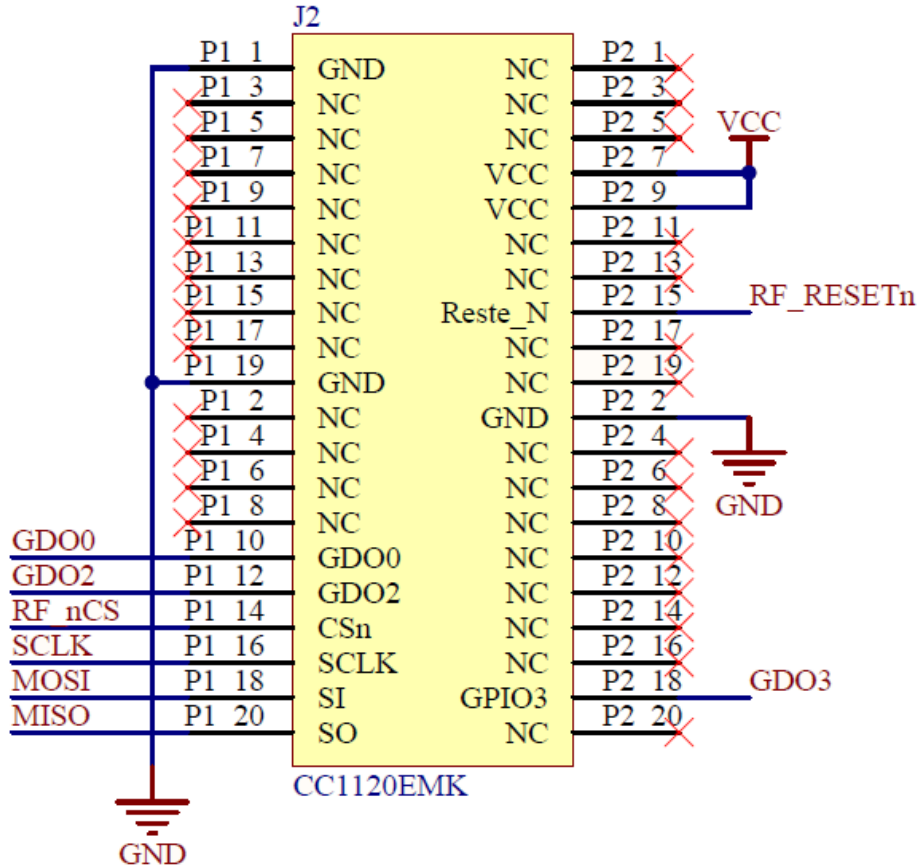 J2
P1 1 GND NC P2 1
P1 3 NC NC P2 3
P1 5 NC NC P2 5
VCC
P1 7 NC VCC P2 7
P1 9 NC VCC P2 9
P1 11 NC NC P2 11
P1 13 NC NC P2 13
P1 15 NC Reste_N P2 15 RF_RESETn
P1 17 NC NC P2 17
P1 19 GND NC P2 19
P1 2 NC GND P2 2
P1 4 NC NC P2 4
P1 6 NC NC P2 6
GND
P1 8 NC NC P2 8
GDO0 P1 10 GDO0 NC P2 10
GDO2 P1 12 GDO2 NC P2 12
RF_nCS P1 14 CSn NC P2 14
SCLK P1 16 SCLK NC P2 16
MOSI P1 18 SI GPIO3 P2 18 GDO3
MISO P1 20 SO NC P2 20
CC1120EMK
GND